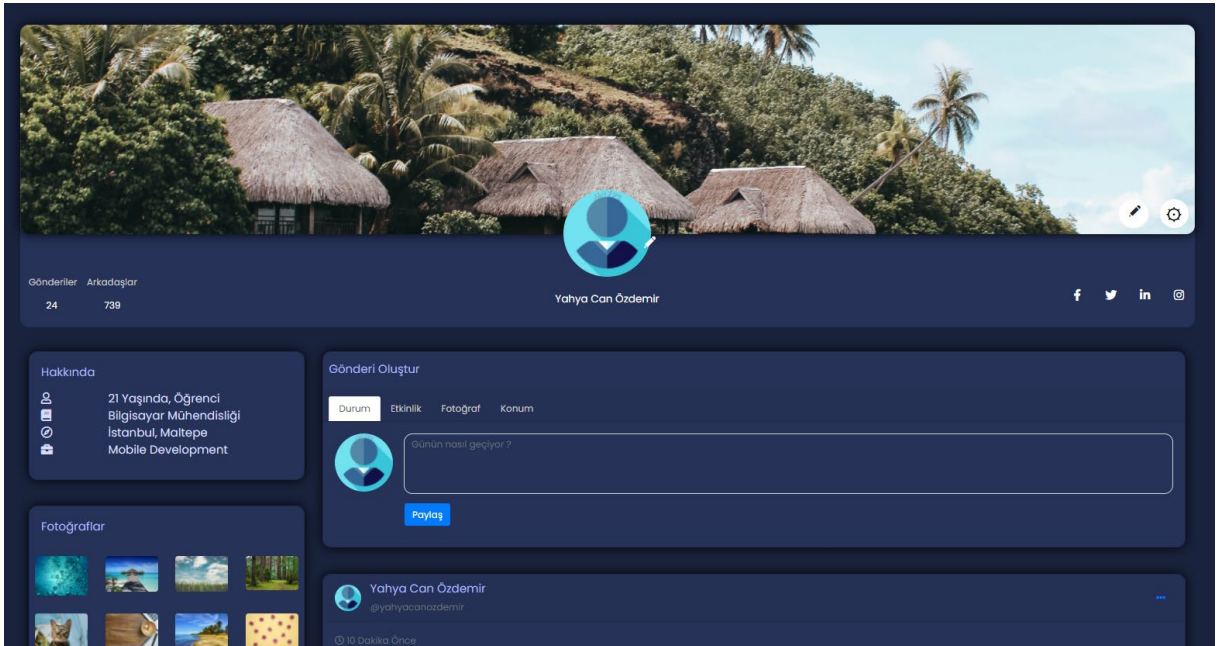 Gönderiler Arkadaşlar
24 739
Yahya Can Özdemir
Hakkında
21 Yaşında, Öğrenci
Bilgisayar Mühendisliği
İstanbul, Maltepe
Mobile Development
Fotoğraflar
Gönderi Oluştur
Durum Etkinlik Fotoğraf Konum
Günün nasıl geçiyor ?
Paylaş
Yahya Can Özdemir
@yahyacanozdemir
10 Dakika Önce